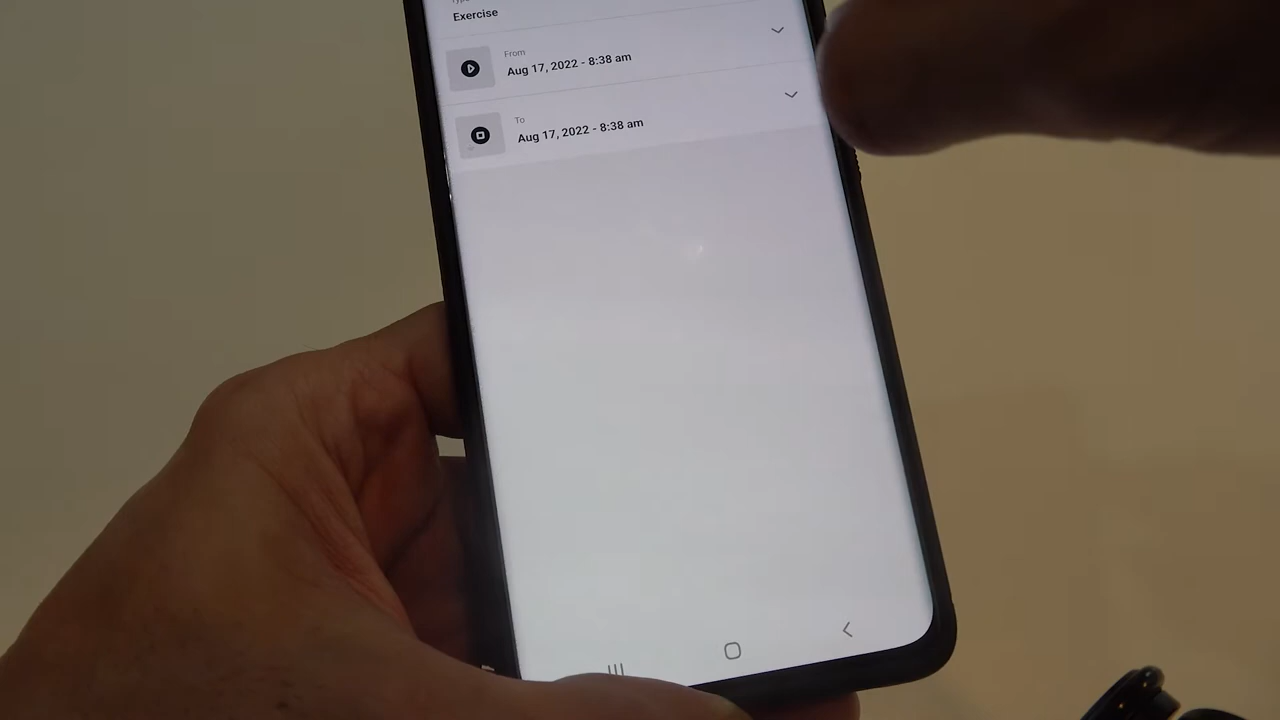 Exercise
From
Aug 17, 2022 - 8:38 am
To
Aug 17, 2022 - 8:38 am